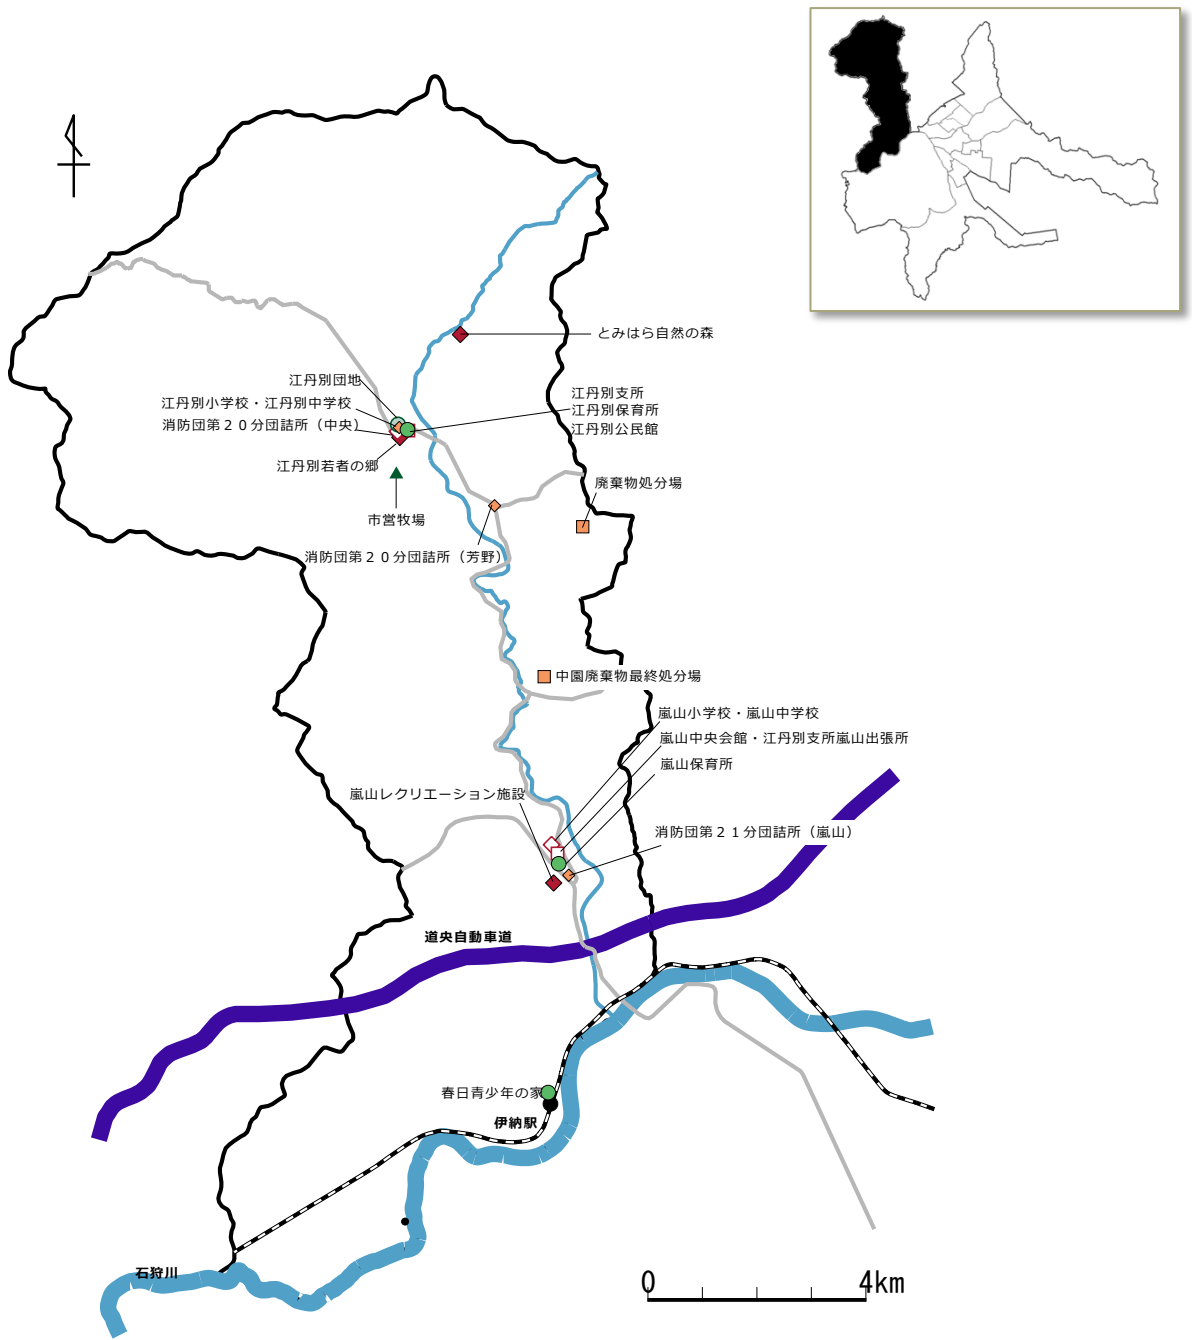 とみはら自然の森
江丹別団地
江丹別小学校・江丹別中学校
消防団第２０分団詰所（中央）
江丹別若者の郷
江丹別支所
江丹別保育所
江丹別公民館
廃棄物処分場
市営牧場
消防団第２０分団詰所（芳野）
中園廃棄物最終処分場
嵐山小学校・嵐山中学校
嵐山中央会館・江丹別支所嵐山出張所
嵐山保育所
嵐山レクリエーション施設
消防団第２１分団詰所（嵐山）
道央自動車道
春日青少年の家
伊納駅
石狩川
0 4km